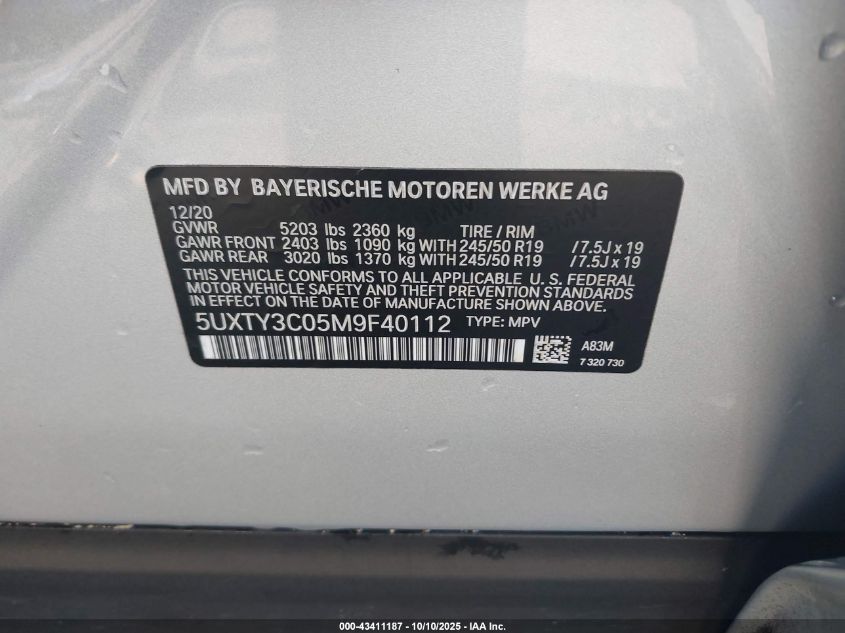 MFD BY BAYERISCHE MOTOREN WERKE AG
12/20
GVWR 5203 lbs 2360 kg TIRE / RIM
GAWR FRONT 2403 lbs 1090 kg WITH 245/50 R19 / 7.5J x 19
GAWR REAR 3020 lbs 1370 kg WITH 245/50 R19 / 7.5J x 19
THIS VEHICLE CONFORMS TO ALL APPLICABLE U. S. FEDERAL
MOTOR VEHICLE SAFETY AND THEFT PREVENTION STANDARDS
IN EFFECT ON THE DATE OF MANUFACTURE SHOWN ABOVE.
5UXTY3C05M9F40112 TYPE: MPV
A83M
7 320 730
000-43411187 - 10/10/2025 - IAA Inc.